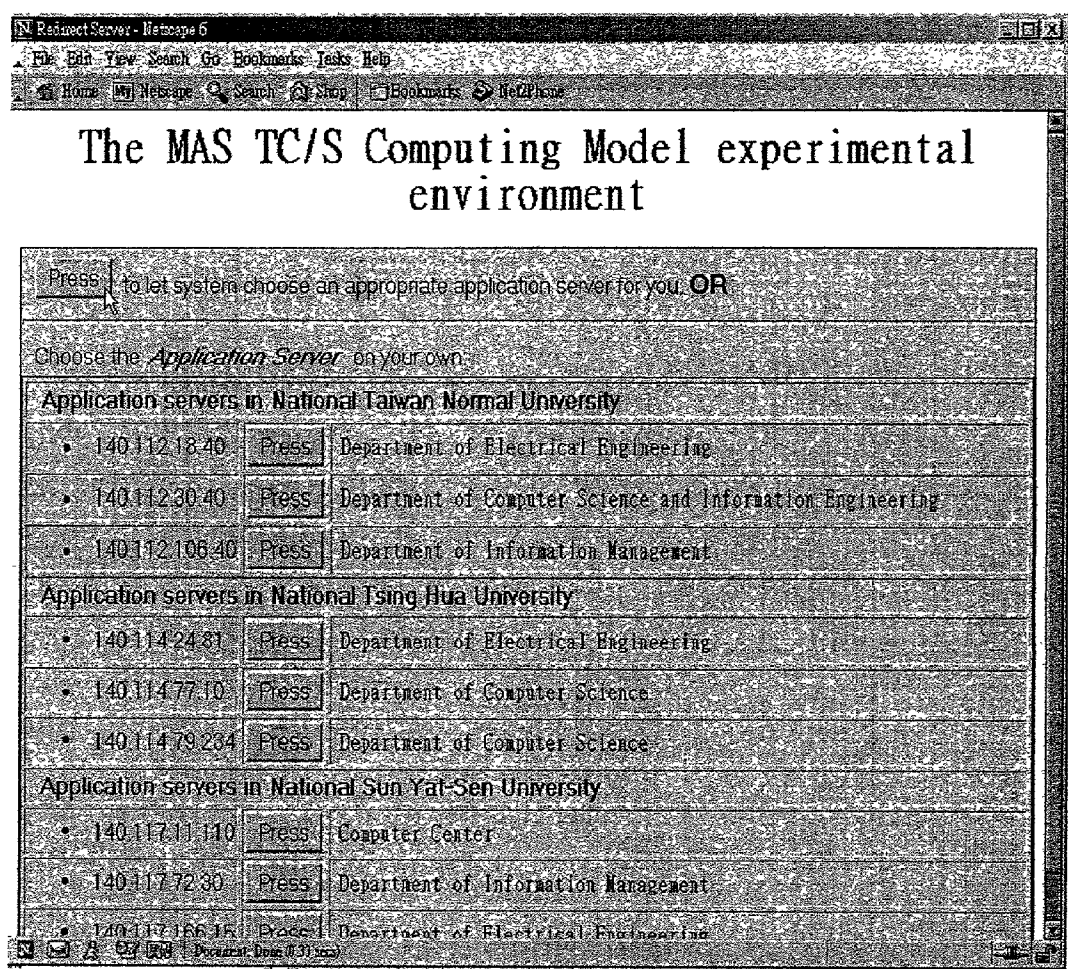 Redirect Server - Netscape 6
File Edit View Search Go Bookmarks Tasks Help
Home My Netscape Search Shop Bookmarks Net2Phone
The MAS TC/S Computing Model experimental
environment
Press to let system choose an appropriate application server for you, OR
Choose the Application Server on your own:
Application servers in National Taiwan Normal University
• 140.112.18.40 Press Department of Electrical Engineering
• 140.112.30.40 Press Department of Computer Science and Information Engineering
• 140.112.106.40 Press Department of Information Management
Application servers in National Tsing Hua University
• 140.114.24.81 Press Department of Electrical Engineering
• 140.114.77.10 Press Department of Computer Science
• 140.114.79.234 Press Department of Computer Science
Application servers in National Sun Yat-Sen University
• 140.117.11.110 Press Computer Center
• 140.117.72.30 Press Department of Information Management
• 140.117.166.15 Press Department of Electrical Engineering
Document: Done